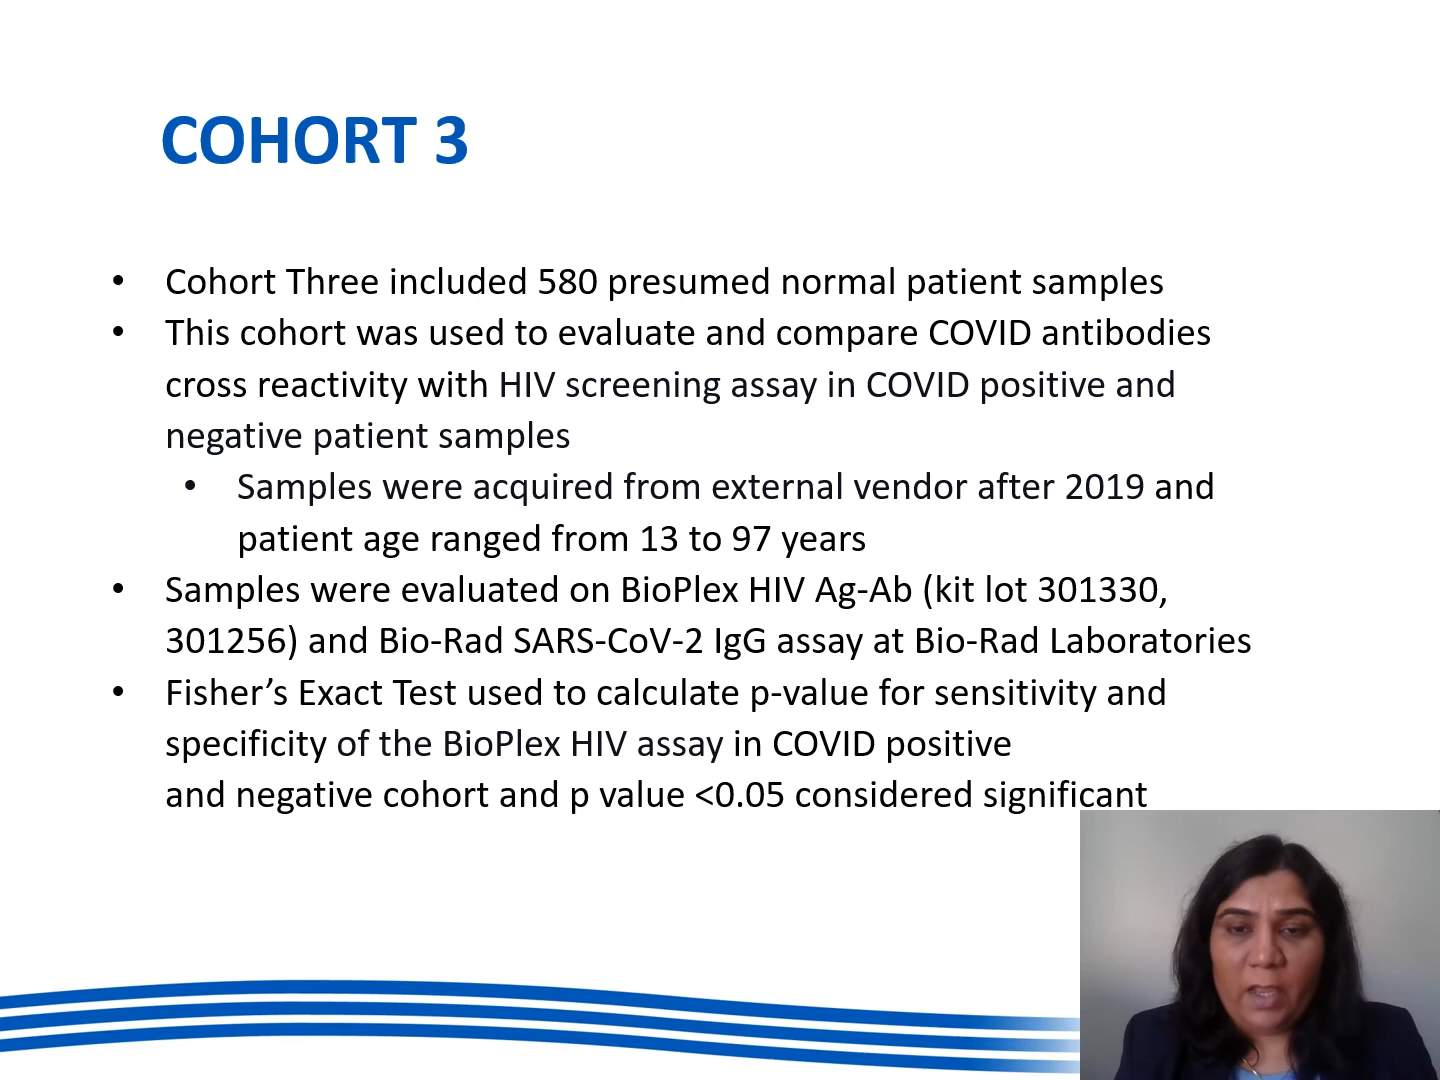 COHORT 3
• Cohort Three included 580 presumed normal patient samples
• This cohort was used to evaluate and compare COVID antibodies
cross reactivity with HIV screening assay in COVID positive and
negative patient samples
• Samples were acquired from external vendor after 2019 and
patient age ranged from 13 to 97 years
• Samples were evaluated on BioPlex HIV Ag-Ab (kit lot 301330,
301256) and Bio-Rad SARS-CoV-2 IgG assay at Bio-Rad Laboratories
• Fisher’s Exact Test used to calculate p-value for sensitivity and
specificity of the BioPlex HIV assay in COVID positive
and negative cohort and p value <0.05 considered significant